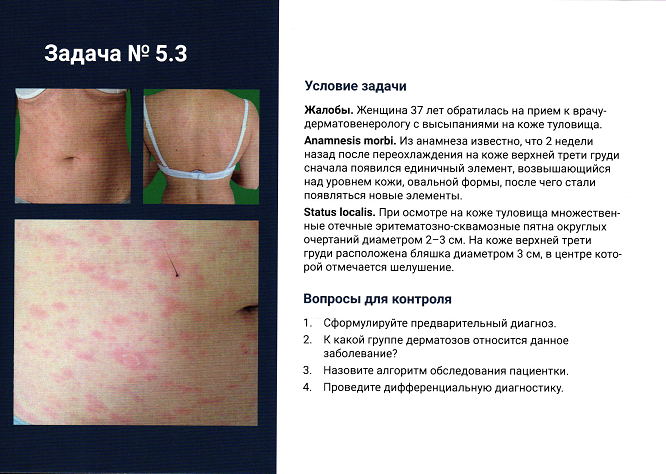 Задача № 5.3
Условие задачи
Жалобы. Женщина 37 лет обратилась на прием к врачу-
дерматовенерологу с высыпаниями на коже туловища.
Anamnesis morbi. Из анамнеза известно, что 2 недели
назад после переохлаждения на коже верхней трети груди
сначала появился единичный элемент, возвышающийся
над уровнем кожи, овальной формы, после чего стали
появляться новые элементы.
Status localis. При осмотре на коже туловища множествен-
ные отечные эритематозно-сквамозные пятна округлых
очертаний диаметром 2–3 см. На коже верхней трети
груди расположена бляшка диаметром 3 см, в центре кото-
рой отмечается шелушение.
Вопросы для контроля
1. Сформулируйте предварительный диагноз.
2. К какой группе дерматозов относится данное
заболевание?
3. Назовите алгоритм обследования пациентки.
4. Проведите дифференциальную диагностику.